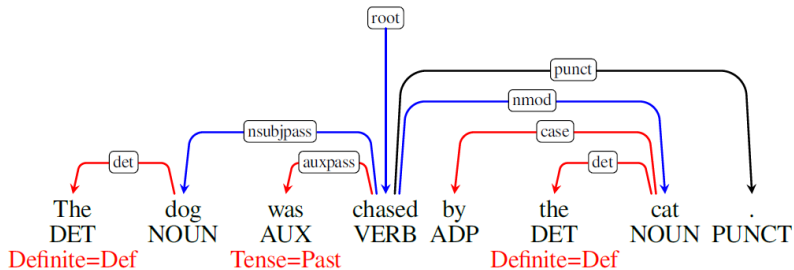 root
punct
nmod
nsubjpass case
det auxpass det
The dog was chased by the cat .
DET NOUN AUX VERB ADP DET NOUN PUNCT
Definite=Def Tense=Past Definite=Def